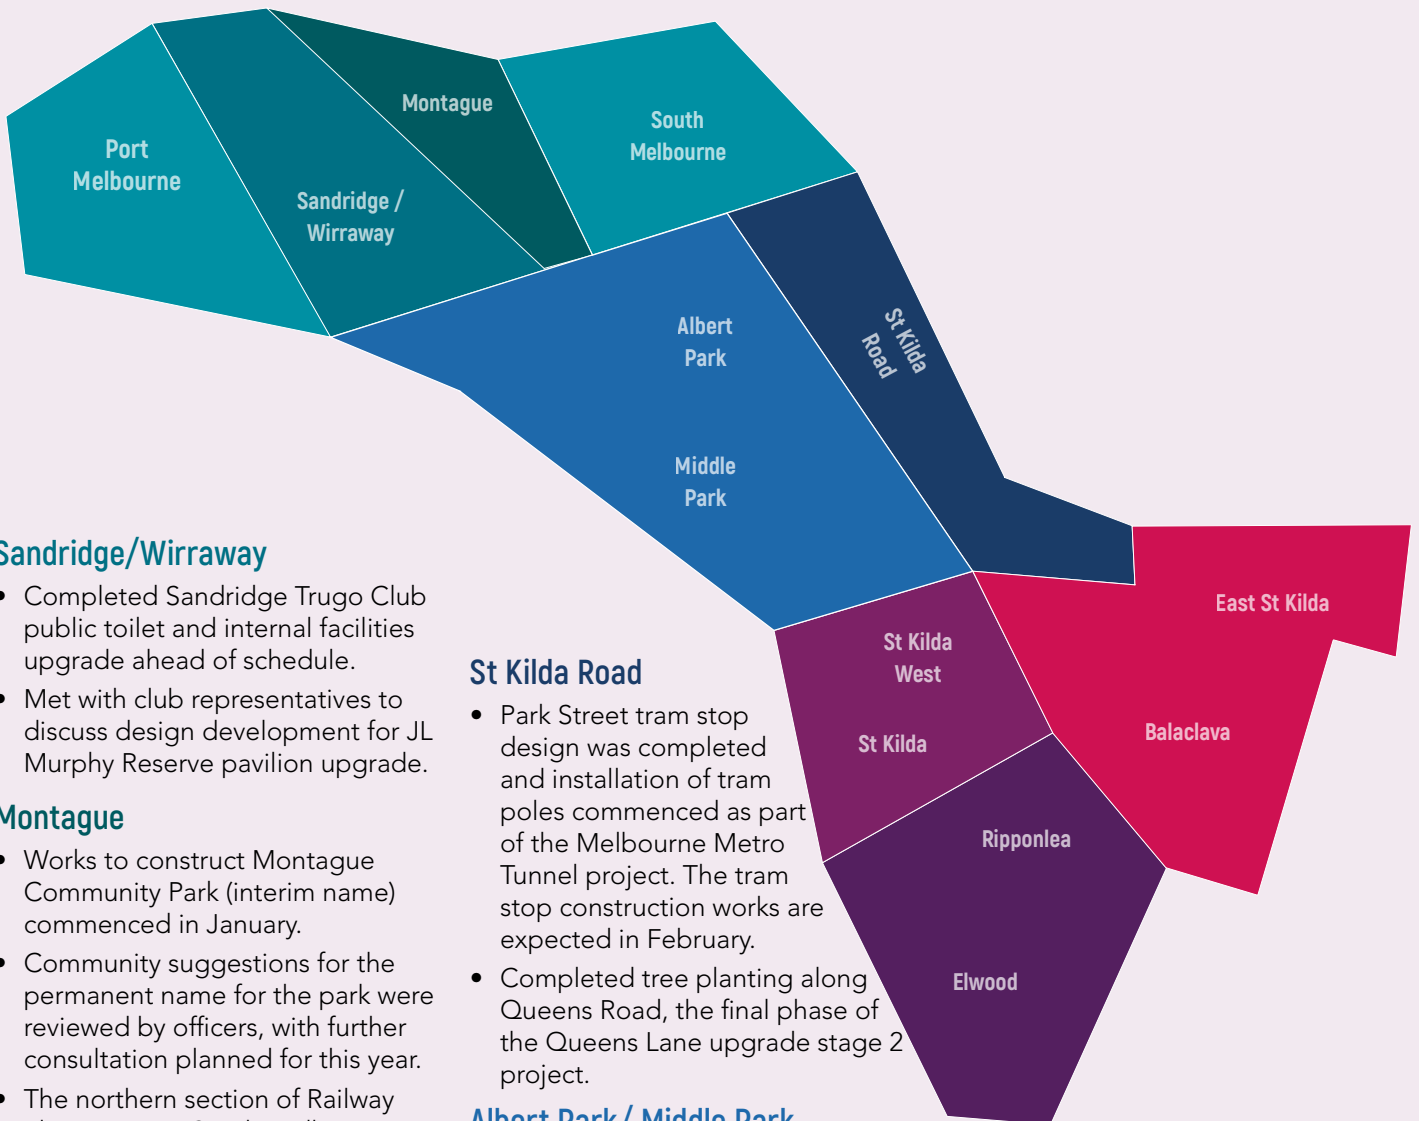 Port
Melbourne
Sandridge /
Wirraway
Montague
South
Melbourne
Albert
Park
Middle
Park
St Kilda
Road
East St Kilda
Balaclava
St Kilda
West
St Kilda
Ripponlea
Elwood
Sandridge/Wirraway
• Completed Sandridge Trugo Club
public toilet and internal facilities
upgrade ahead of schedule.
• Met with club representatives to
discuss design development for JL
Murphy Reserve pavilion upgrade.
Montague
• Works to construct Montague
Community Park (interim name)
commenced in January.
• Community suggestions for the
permanent name for the park were
reviewed by officers, with further
consultation planned for this year.
• The northern section of Railway
St Kilda Road
• Park Street tram stop
design was completed
and installation of tram
poles commenced as part
of the Melbourne Metro
Tunnel project. The tram
stop construction works are
expected in February.
• Completed tree planting along
Queens Road, the final phase of
the Queens Lane upgrade stage 2
project.
Albert Park/ Middle Park